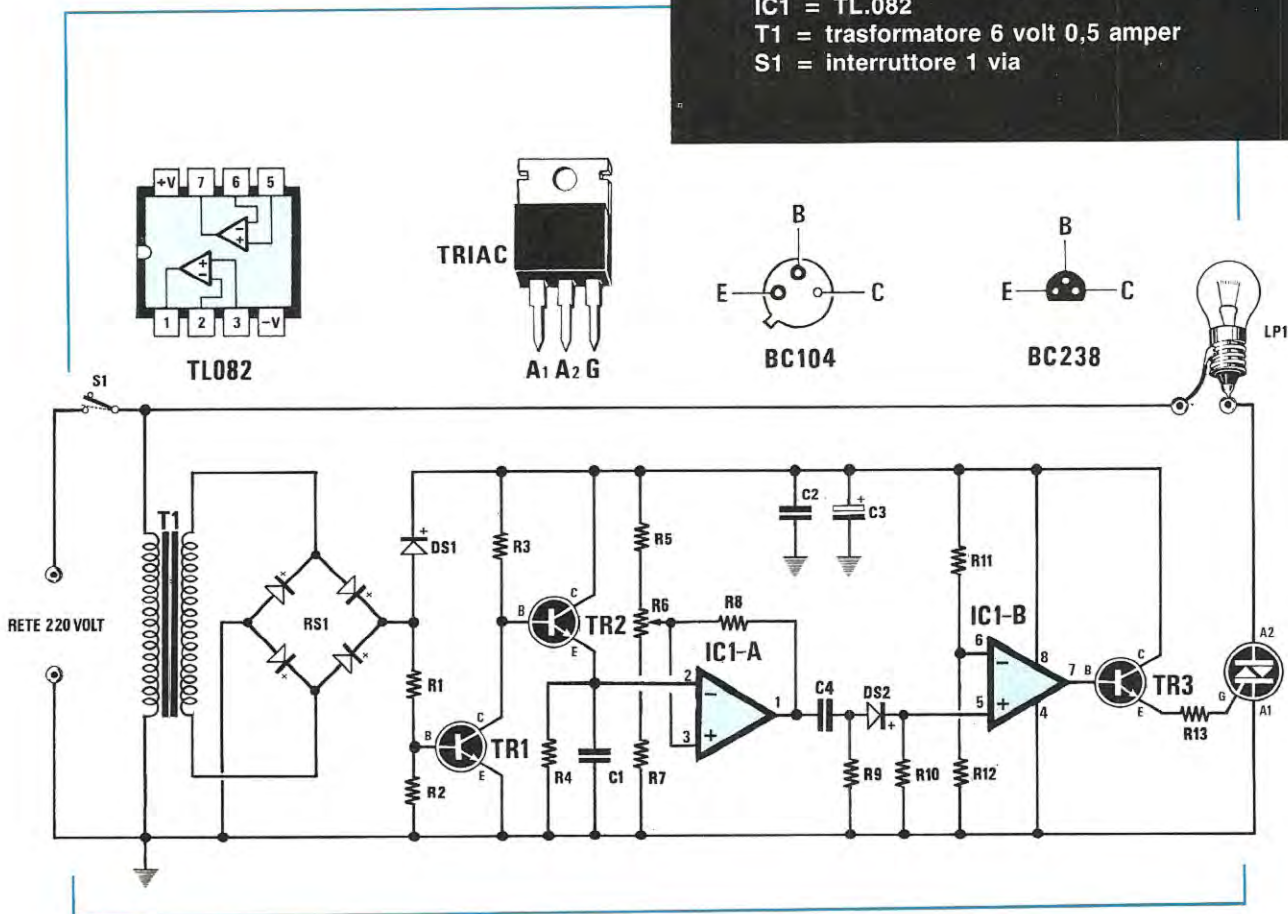 IC1 = TL.082
T1 = trasformatore 6 volt 0,5 amper
S1 = interruttore 1 via
+V 7 6 5
1 2 3 -V
TL082
TRIAC
A1 A2 G
B
E C
BC104
B
E C
BC238
LP1
S1
T1
RETE 220 VOLT
RS1
DS1
R1
R2
R3
B C E
TR1
B C E
TR2
R4
C1
R5
R6
R7
R8
IC1-A
2
3
1
C2
C3
C4
DS2
R9
R10
R11
R12
IC1-B
6
5
8
7
4
B C E
TR3
R13
A2
G
A1